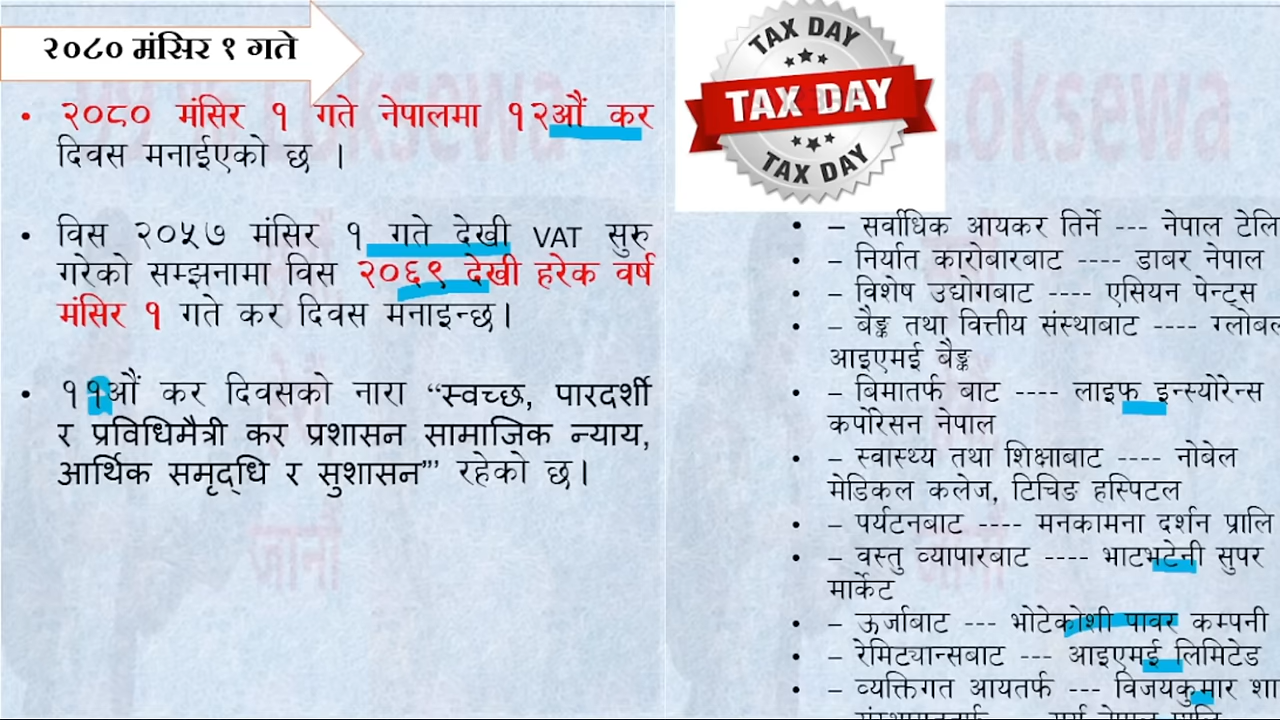 २०८० मंसिर १ गते
• २०८० मंसिर १ गते नेपालमा १२औं कर
दिवस मनाईएको छ ।
• विस २०५७ मंसिर १ गते देखी VAT सुरु
गरेको सम्झनामा विस २०६९ देखी हरेक वर्ष
मंसिर १ गते कर दिवस मनाइन्छ।
• ११औं कर दिवसको नारा “स्वच्छ, पारदर्शी
र प्रविधिमैत्री कर प्रशासन सामाजिक न्याय,
आर्थिक समृद्धि र सुशासन”’ रहेको छ।
जानौं
TAX DAY
TAX DAY
TAX DAY
oksewa
• – सर्वाधिक आयकर तिर्ने --- नेपाल टेलि
• – निर्यात कारोबारबाट ---- डाबर नेपाल
• – विशेष उद्योगबाट ---- एसियन पेन्ट्स
• – बैङ्क तथा वित्तीय संस्थाबाट ---- ग्लोबल
आइएमई बैङ्क
• – बिमातर्फ बाट ---- लाइफ इन्स्योरेन्स
कर्पोरेसन नेपाल
• – स्वास्थ्य तथा शिक्षाबाट ---- नोबेल
मेडिकल कलेज, टिचिङ हस्पिटल
• – पर्यटनबाट ---- मनकामना दर्शन प्रालि
• – वस्तु व्यापारबाट ---- भाटभटेनी सुपर
मार्केट
• – ऊर्जाबाट --- भोटेकोशी पावर कम्पनी
• – रेमिट्यान्सबाट --- आइएमई लिमिटेड
• – व्यक्तिगत आयतर्फ --- विजयकुमार शा